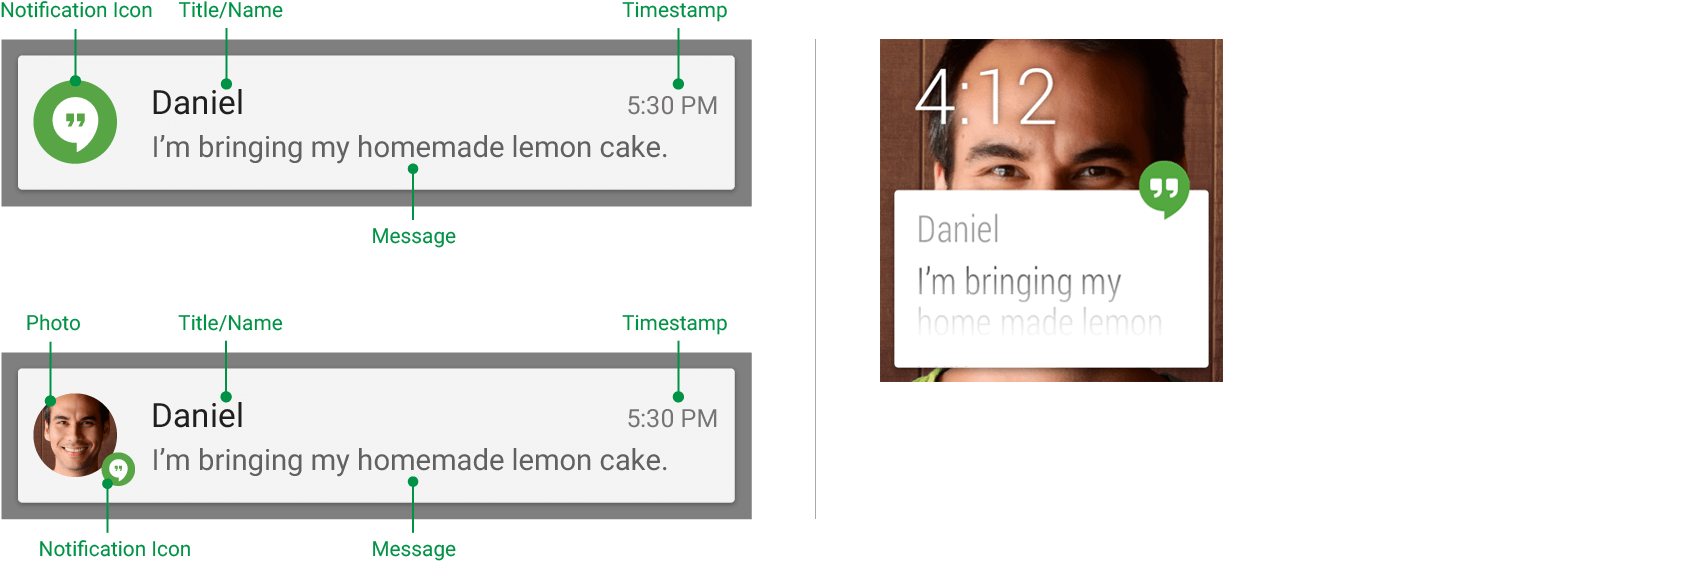 Notification Icon
Title/Name
Timestamp
Daniel
5:30 PM
I’m bringing my homemade lemon cake.
Message
Photo
Title/Name
Timestamp
Daniel
5:30 PM
I’m bringing my homemade lemon cake.
Notification Icon
Message
4:12
Daniel
I’m bringing my
home made lemon